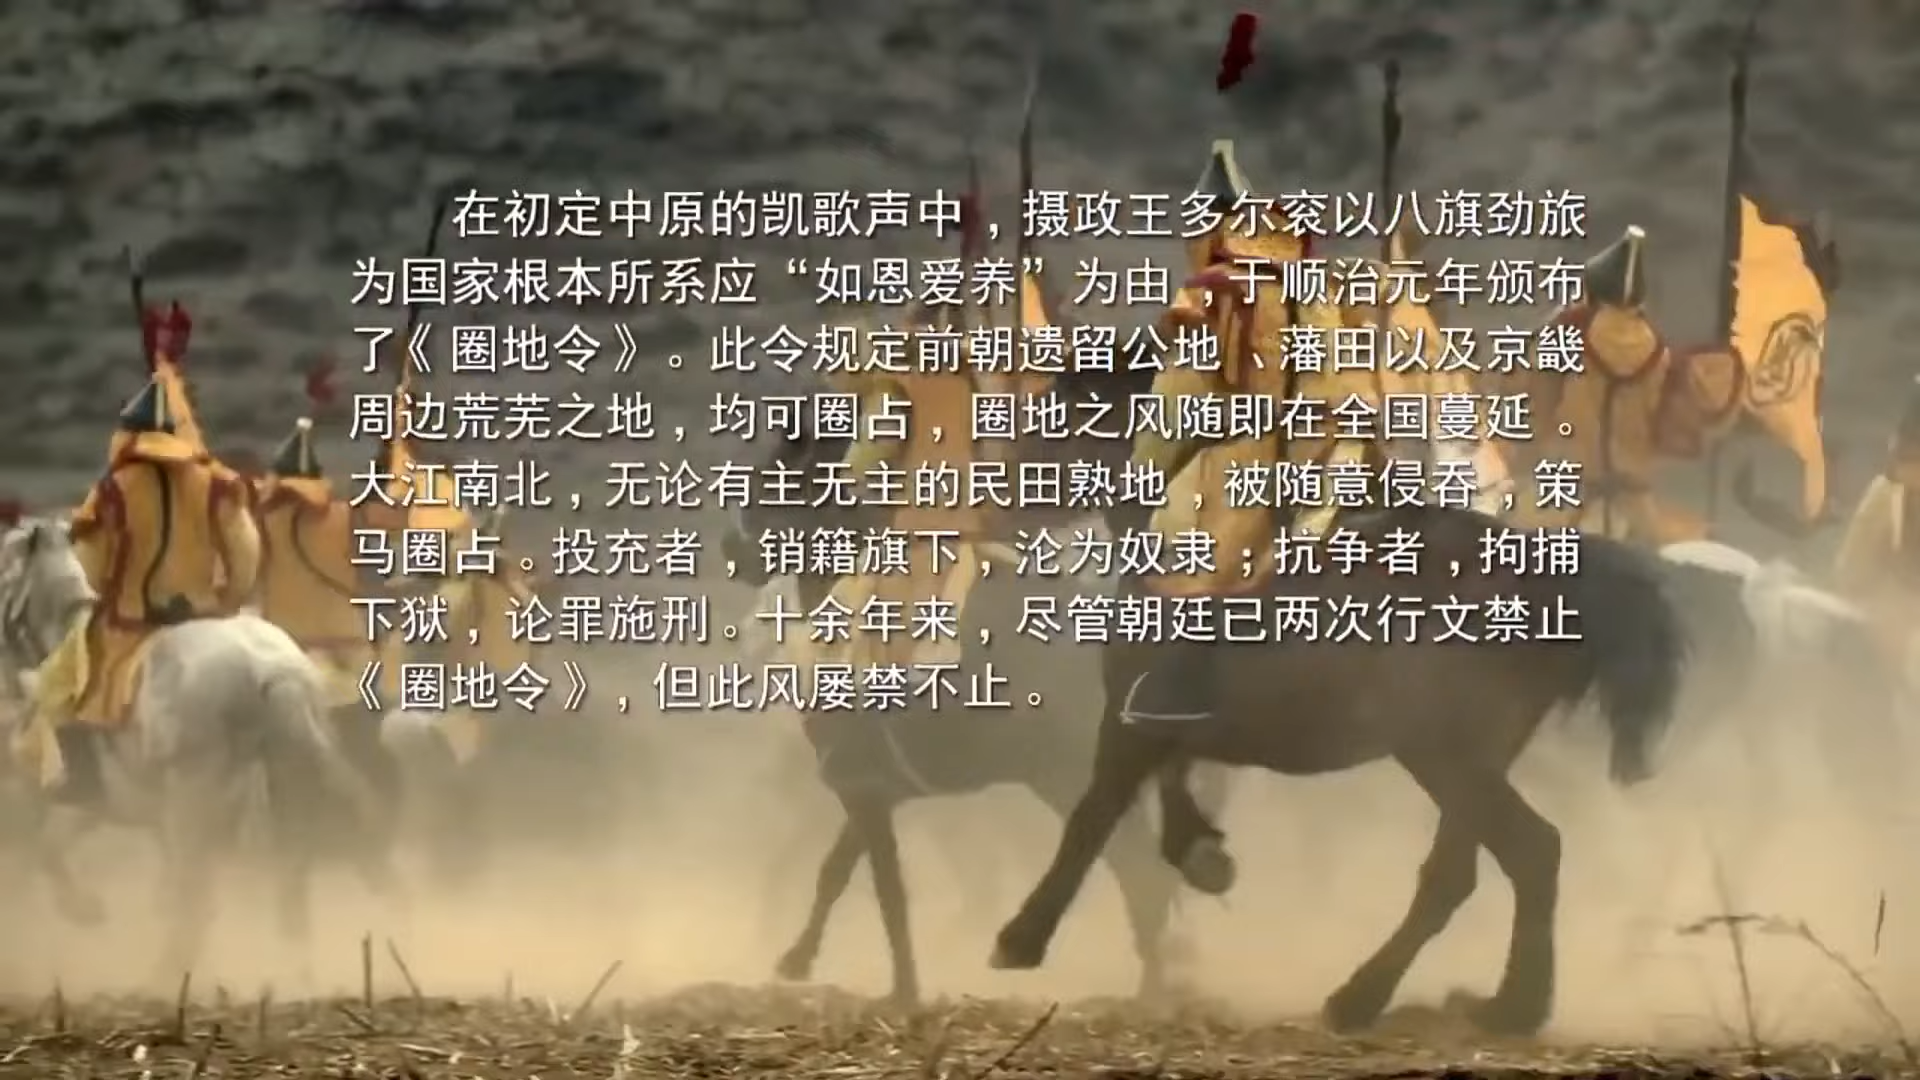 在初定中原的凯歌声中，摄政王多尔衮以八旗劲旅
为国家根本所系应“如恩爱养”为由，于顺治元年颁布
了《圈地令》。此令规定前朝遗留公地、藩田以及京畿
周边荒芜之地，均可圈占，圈地之风随即在全国蔓延。
大江南北，无论有主无主的民田熟地，被随意侵吞，策
马圈占。投充者，销籍旗下，沦为奴隶；抗争者，拘捕
下狱，论罪施刑。十余年来，尽管朝廷已两次行文禁止
《圈地令》，但此风屡禁不止。